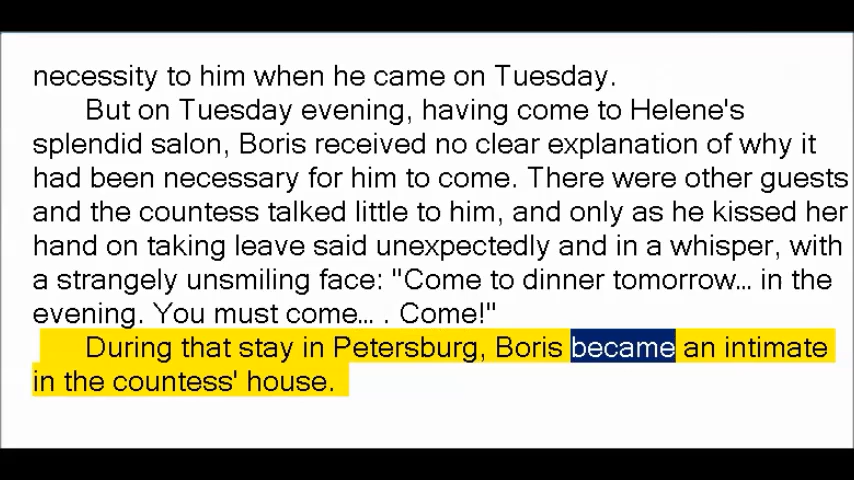 necessity to him when he came on Tuesday.
But on Tuesday evening, having come to Helene's
splendid salon, Boris received no clear explanation of why it
had been necessary for him to come. There were other guests
and the countess talked little to him, and only as he kissed her
hand on taking leave said unexpectedly and in a whisper, with
a strangely unsmiling face: "Come to dinner tomorrow... in the
evening. You must come... . Come!"
During that stay in Petersburg, Boris became an intimate
in the countess' house.